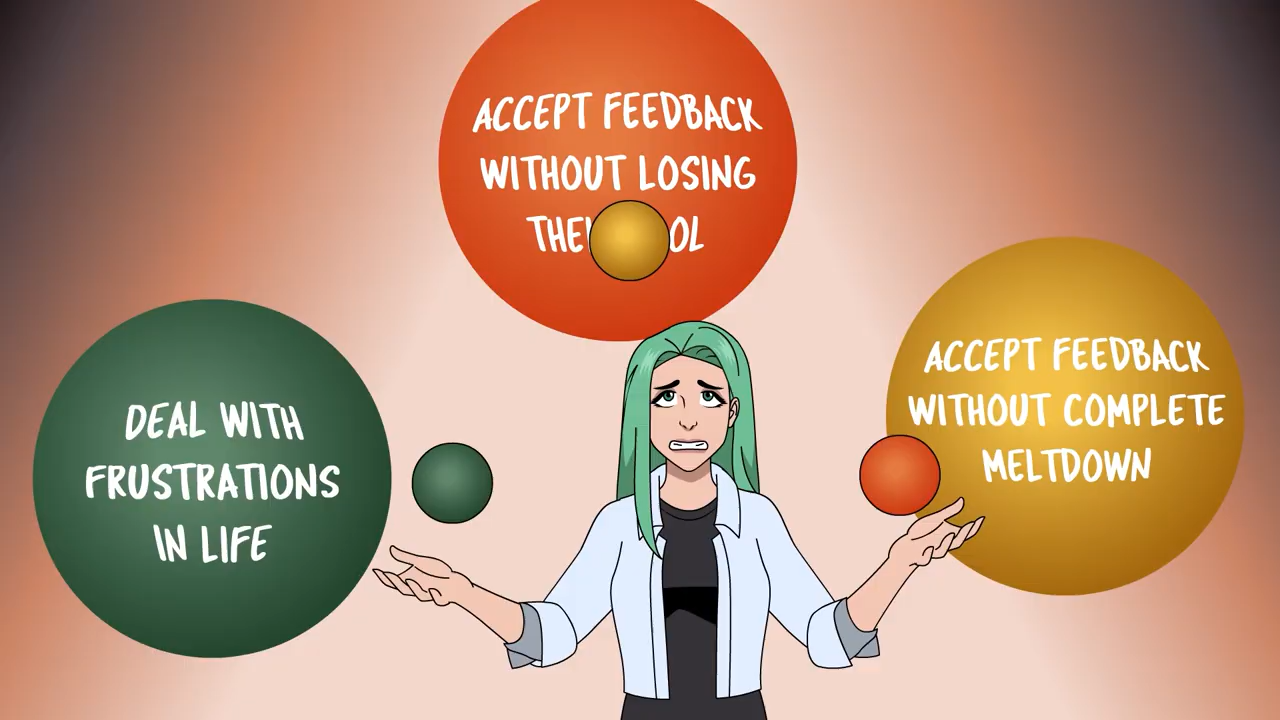 ACCEPT FEEDBACK
WITHOUT LOSING
DEAL WITH
FRUSTRATIONS
IN LIFE
ACCEPT FEEDBACK
WITHOUT COMPLETE
MELTDOWN